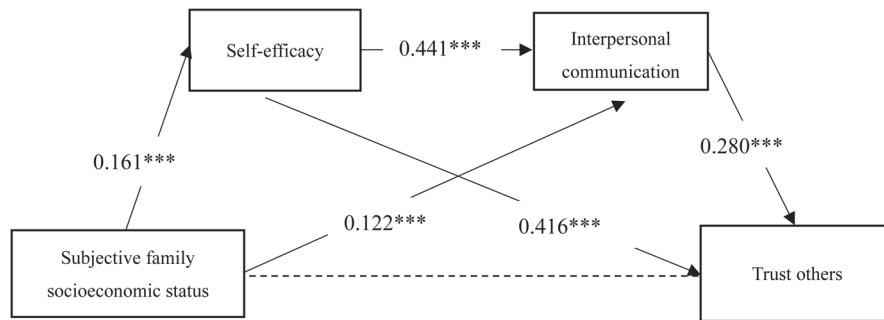 Self-efficacy
0.441***
Interpersonal
communication
0.161***
0.280***
0.122***
0.416***
Subjective family
socioeconomic status
Trust others